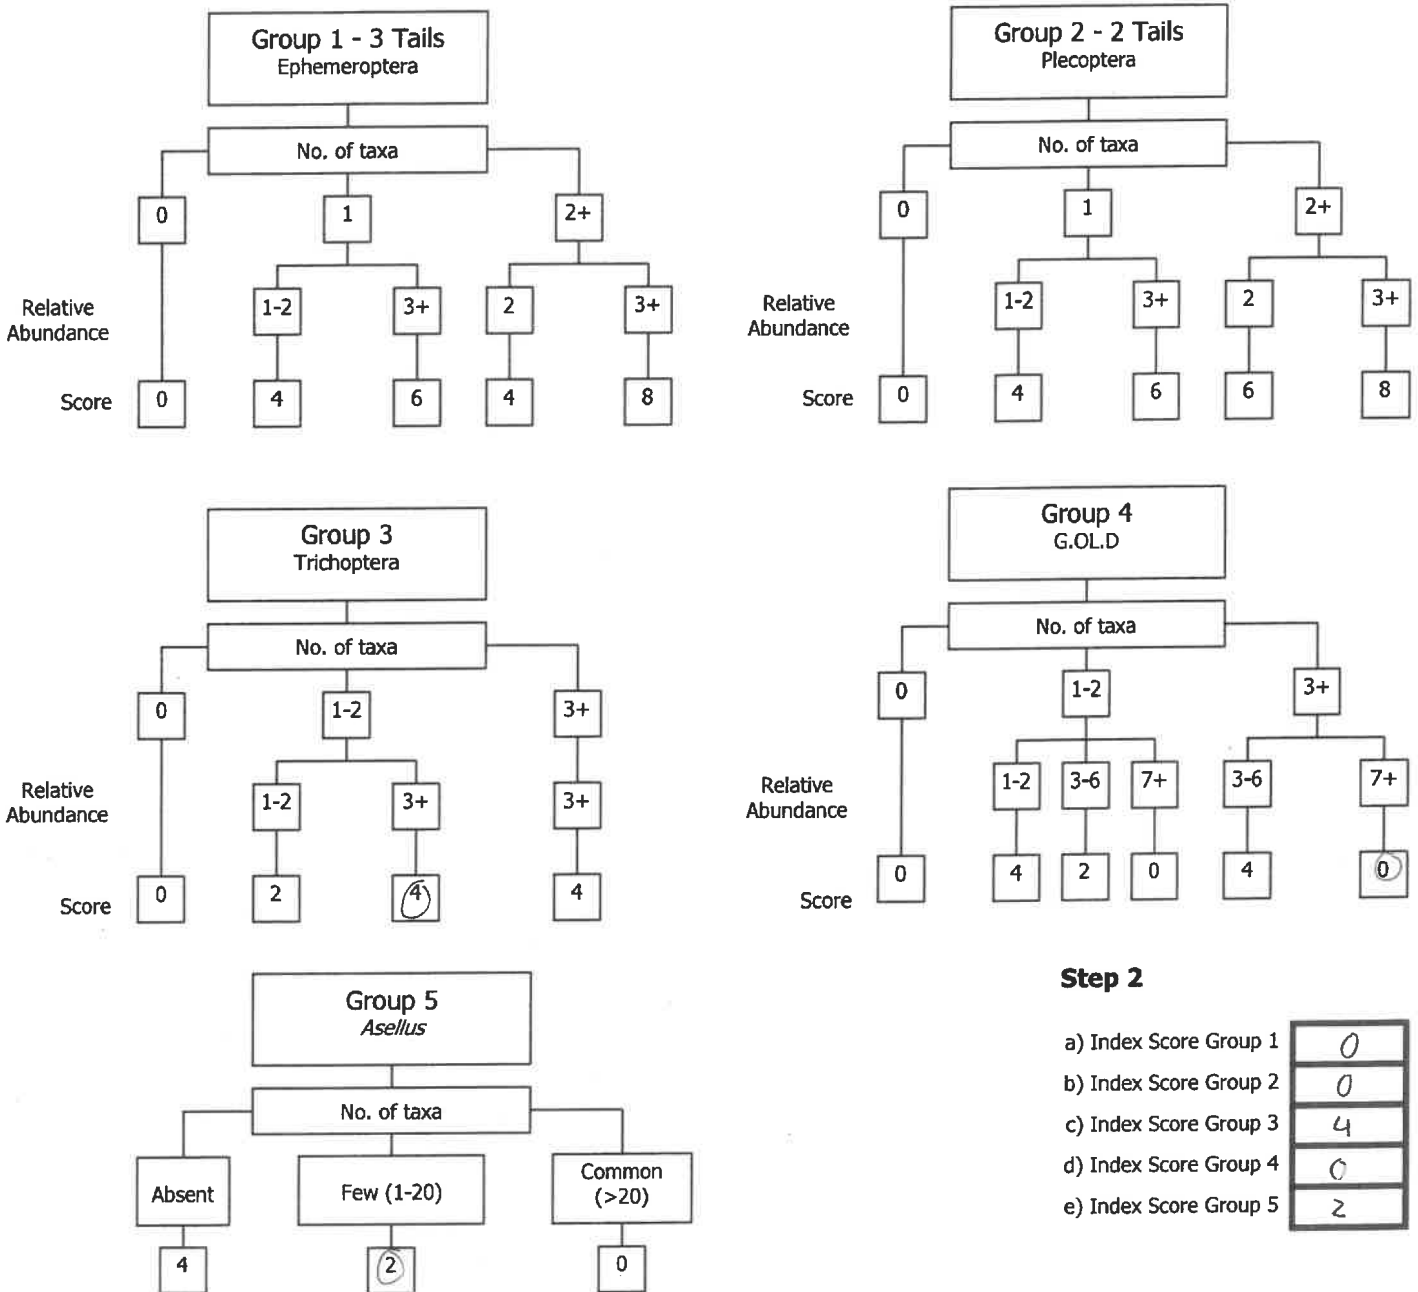 Group 1 - 3 Tails
Ephemeroptera
No. of taxa
0 1 2+
Relative
Abundance
1-2 3+ 2 3+
Score 0 4 6 4 8
Group 2 - 2 Tails
Plecoptera
No. of taxa
0 1 2+
Relative
Abundance
1-2 3+ 2 3+
Score 0 4 6 6 8
Group 3
Trichoptera
No. of taxa
0 1-2 3+
Relative
Abundance
1-2 3+ 3+
Score 0 2 4 4
Group 4
G.OL.D
No. of taxa
0 1-2 3+
Relative
Abundance
1-2 3-6 7+ 3-6 7+
Score 0 4 2 0 4 0
Group 5
Asellus
No. of taxa
Absent Few (1-20) Common
(>20)
4 2 0
Step 2
a) Index Score Group 1 0
b) Index Score Group 2 0
c) Index Score Group 3 4
d) Index Score Group 4 0
e) Index Score Group 5 2